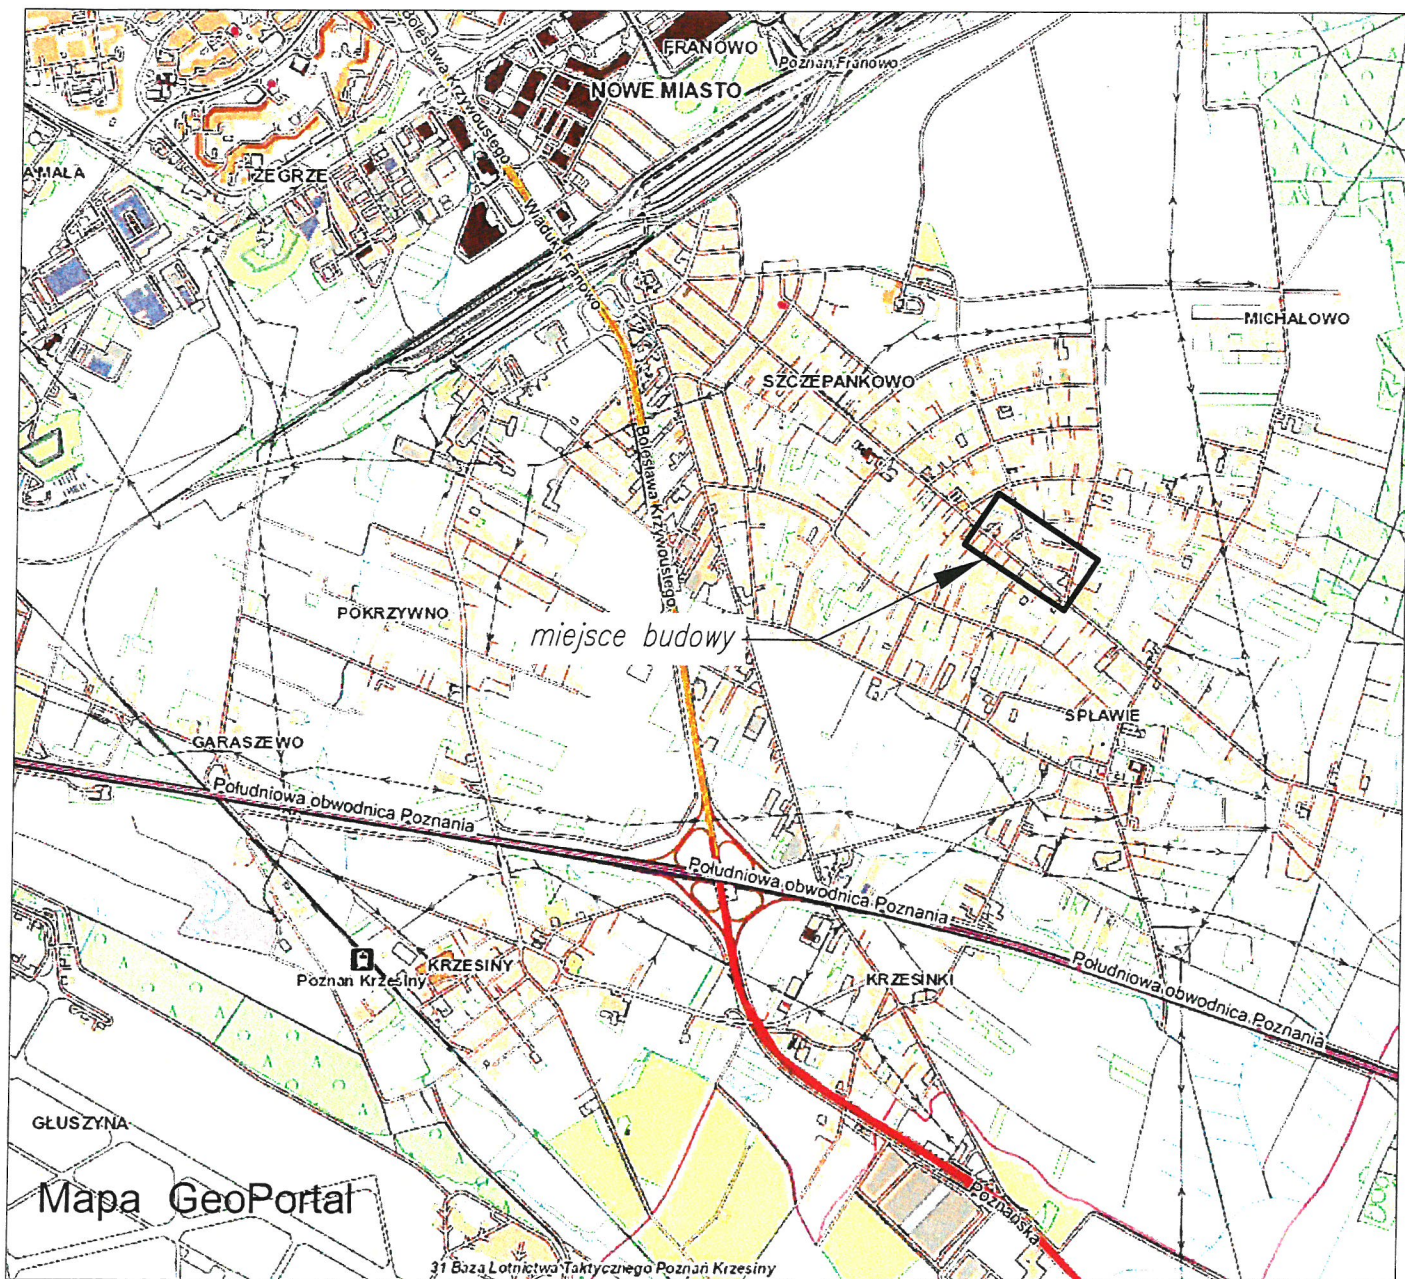 FRANOWO
Poznań Franowo
Bolesława Krzywoustego
NOWE MIASTO
A MAŁA
ŻEGRZE
Wiadukt Franowo
MICHAŁOWO
SZCZEPANKOWO
Bolesława Krzywoustego
POKRZYWNO
miejsce budowy
SPŁAWIE
GARASZEWO
Południowa obwodnica Poznania
Południowa obwodnica Poznania
KRZESINY
Poznań Krzesiny
KRZESINKI
Południowa obwodnica Poznania
GŁUSZYNA
Mapa GeoPortal
Poznańska
31 Baza Lotnictwa Taktycznego Poznań Krzesiny